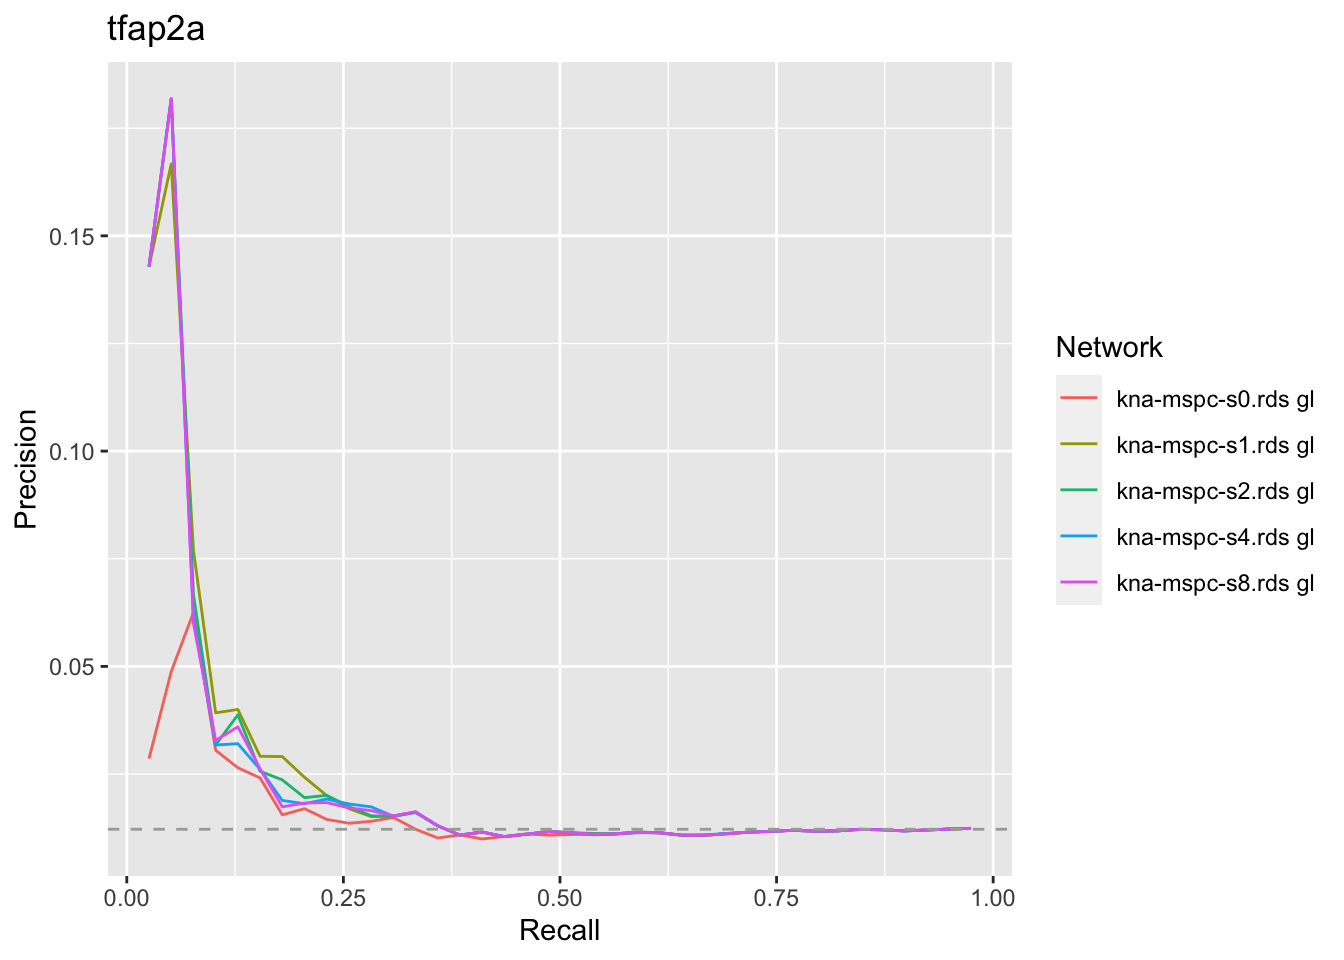 tfap2a
0.15
0.10
0.05
Precision
0.00
0.25
0.50
0.75
1.00
Recall
Network
kna-mspc-s0.rds gl
kna-mspc-s1.rds gl
kna-mspc-s2.rds gl
kna-mspc-s4.rds gl
kna-mspc-s8.rds gl